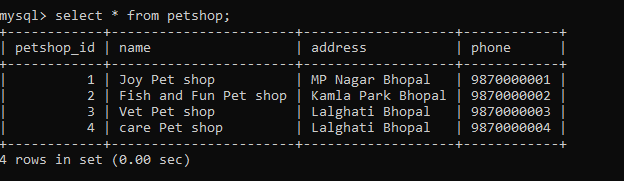 mysql> select * from petshop;
+------------+----------------------+-------------------+------------+
| petshop_id | name                 | address           | phone      |
+------------+----------------------+-------------------+------------+
|          1 | Joy Pet shop         | MP Nagar Bhopal   | 9870000001 |
|          2 | Fish and Fun Pet shop | Kamla Park Bhopal | 9870000002 |
|          3 | Vet Pet shop         | Lalghati Bhopal   | 9870000003 |
|          4 | care Pet shop        | Lalghati Bhopal   | 9870000004 |
+------------+----------------------+-------------------+------------+
4 rows in set (0.00 sec)